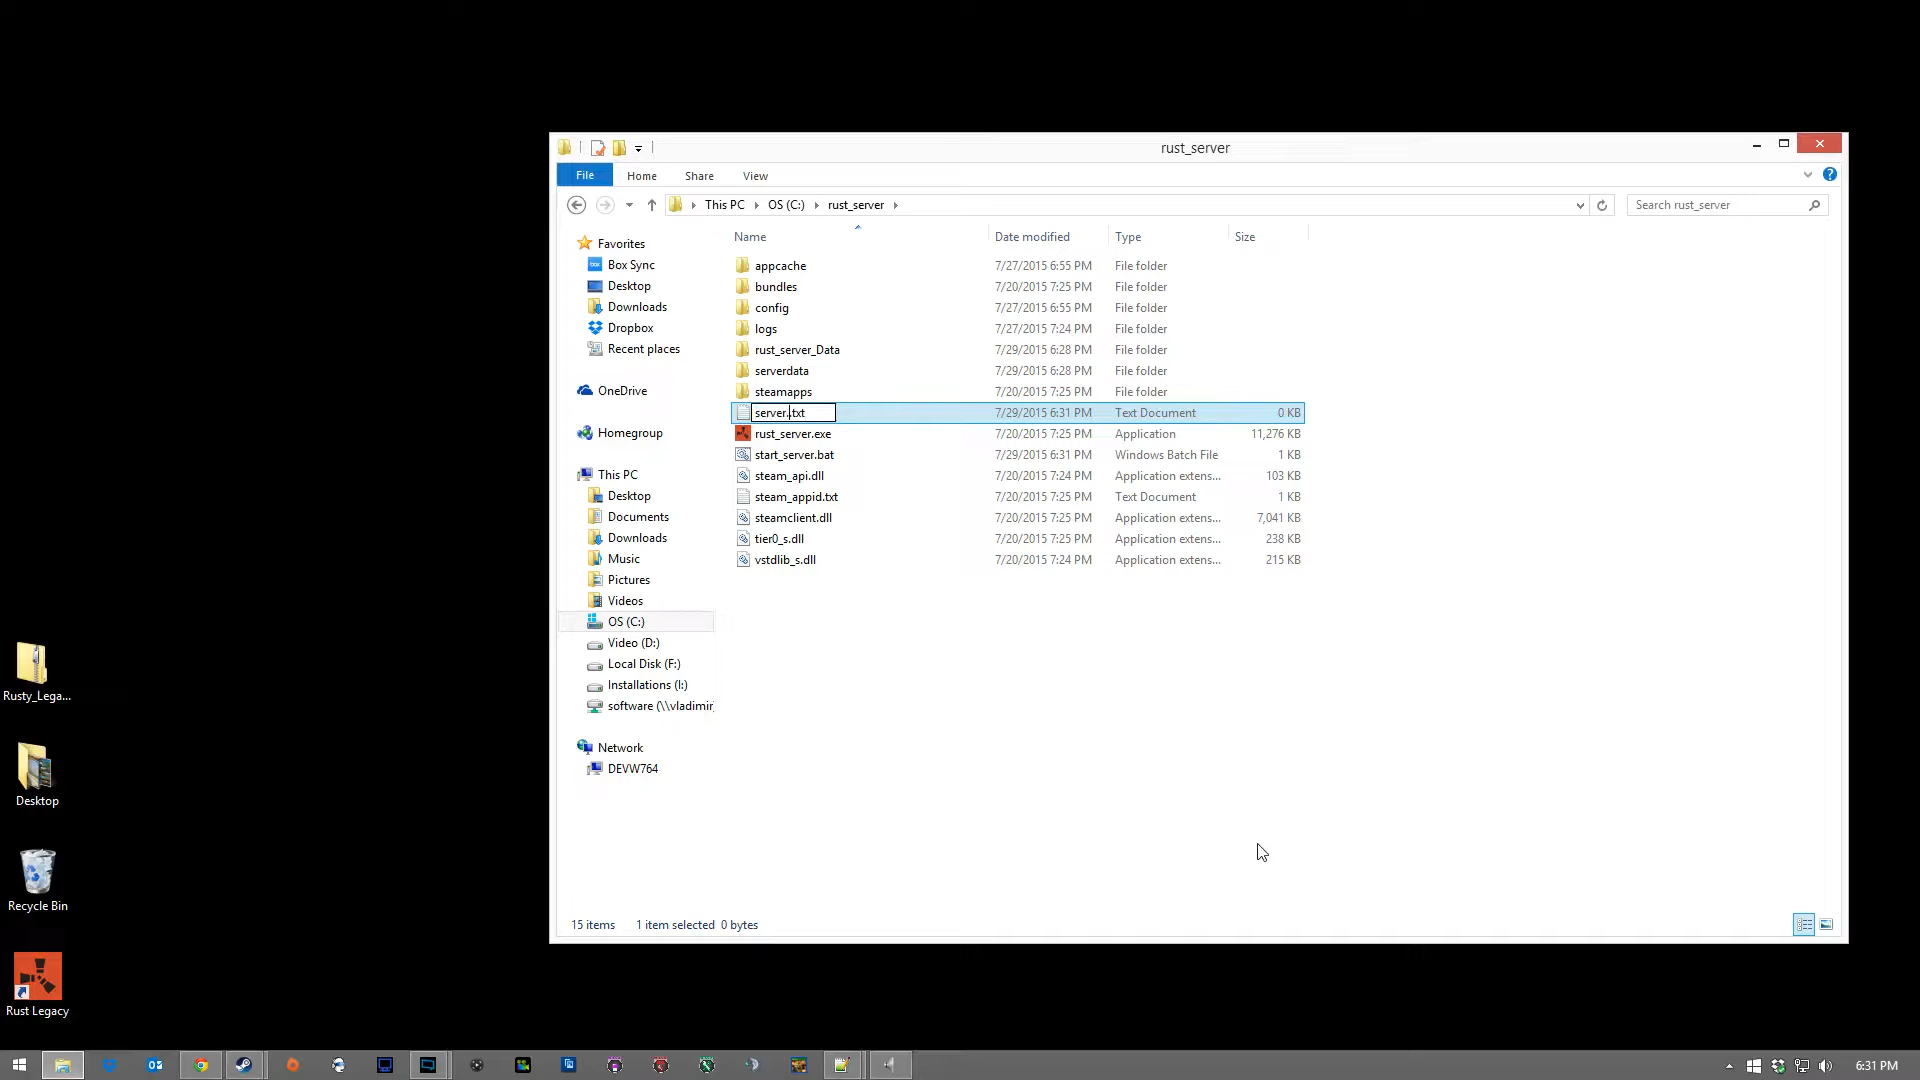 rust_server
File Home Share View
This PC OS (C:) rust_server
Search rust_server
Name Date modified Type Size
Favorites
Box Sync
Desktop
Downloads
Dropbox
Recent places
OneDrive
Homegroup
This PC
Desktop
Documents
Downloads
Music
Pictures
Videos
OS (C:)
Video (D:)
Local Disk (F:)
Installations (I:)
software (\\vladimir
Network
DEVW764
appcache 7/27/2015 6:55 PM File folder
bundles 7/20/2015 7:25 PM File folder
config 7/27/2015 6:55 PM File folder
logs 7/27/2015 7:24 PM File folder
rust_server_Data 7/29/2015 6:28 PM File folder
serverdata 7/29/2015 6:28 PM File folder
steamapps 7/20/2015 7:25 PM File folder
server..txt 7/29/2015 6:31 PM Text Document 0 KB
rust_server.exe 7/20/2015 7:25 PM Application 11,276 KB
start_server.bat 7/29/2015 6:31 PM Windows Batch File 1 KB
steam_api.dll 7/20/2015 7:24 PM Application extens... 103 KB
steam_appid.txt 7/20/2015 7:25 PM Text Document 1 KB
steamclient.dll 7/20/2015 7:25 PM Application extens... 7,041 KB
tier0_s.dll 7/20/2015 7:25 PM Application extens... 238 KB
vstdlib_s.dll 7/20/2015 7:24 PM Application extens... 215 KB
15 items 1 item selected 0 bytes
Rusty_Lega...
Desktop
Recycle Bin
Rust Legacy
6:31 PM